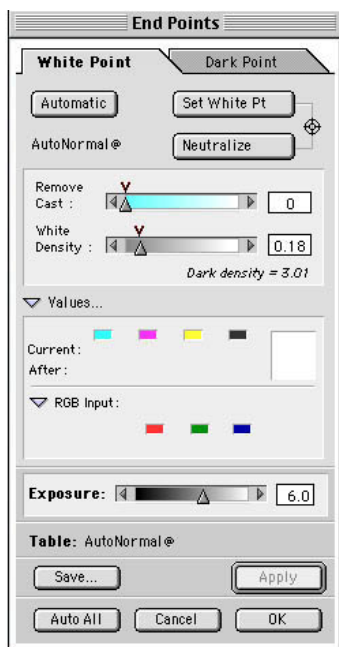 End Points
White Point Dark Point
Automatic Set White Pt
AutoNormal@ Neutralize
Remove
Cast : 0
White
Density : 0.18
Dark density = 3.01
Values...
Current:
After:
RGB Input:
Exposure: 6.0
Table: AutoNormal@
Save... Apply
Auto All Cancel OK